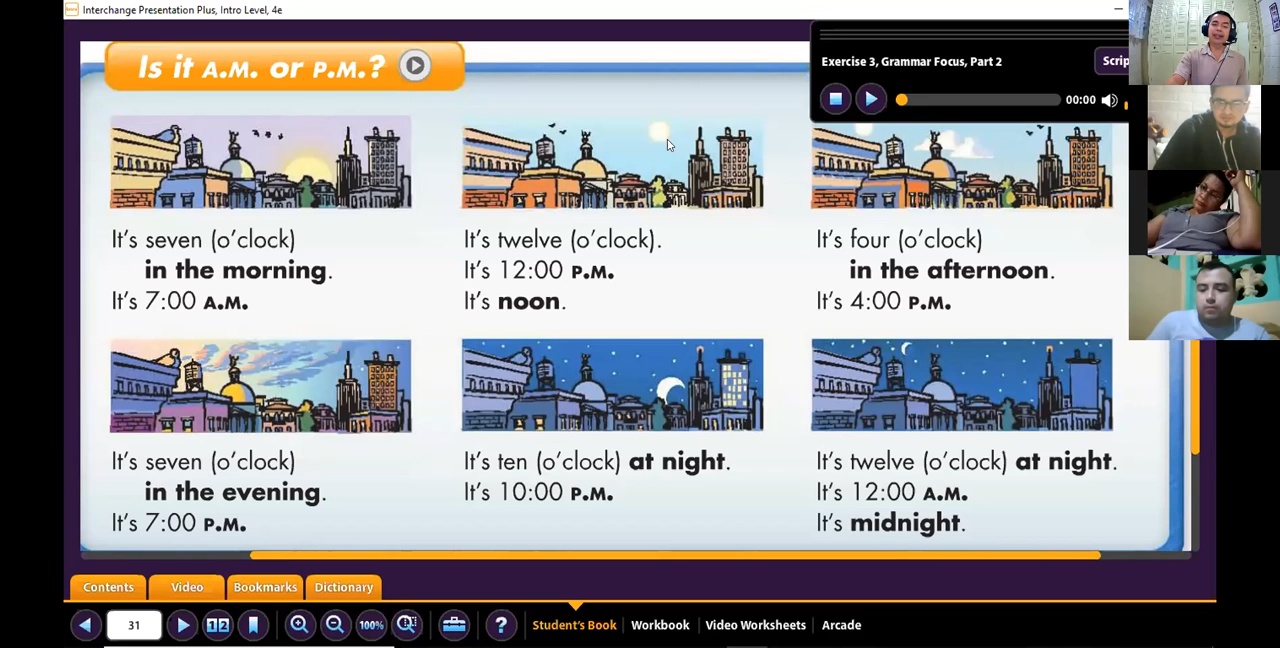 Interchange Presentation Plus, Intro Level, 4e
Is it A.M. or P.M.?
Exercise 3, Grammar Focus, Part 2
Scrip
00:00
It's seven (o'clock)
in the morning.
It's 7:00 A.M.
It's twelve (o'clock).
It's 12:00 P.M.
It's noon.
It's four (o'clock)
in the afternoon.
It's 4:00 P.M.
It's seven (o'clock)
in the evening.
It's 7:00 P.M.
It's ten (o'clock) at night.
It's 10:00 P.M.
It's twelve (o'clock) at night.
It's 12:00 A.M.
It's midnight.
Contents Video Bookmarks Dictionary
31 1 2 100% ? Student's Book Workbook Video Worksheets Arcade